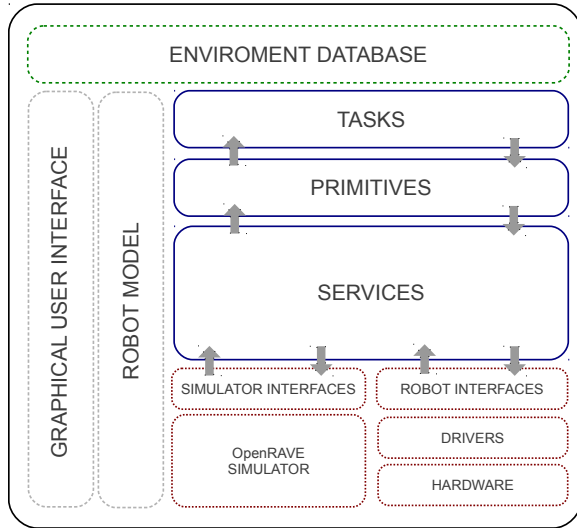 ENVIROMENT DATABASE
GRAPHICAL USER INTERFACE
ROBOT MODEL
TASKS
PRIMITIVES
SERVICES
SIMULATOR INTERFACES
ROBOT INTERFACES
OpenRAVE
SIMULATOR
DRIVERS
HARDWARE